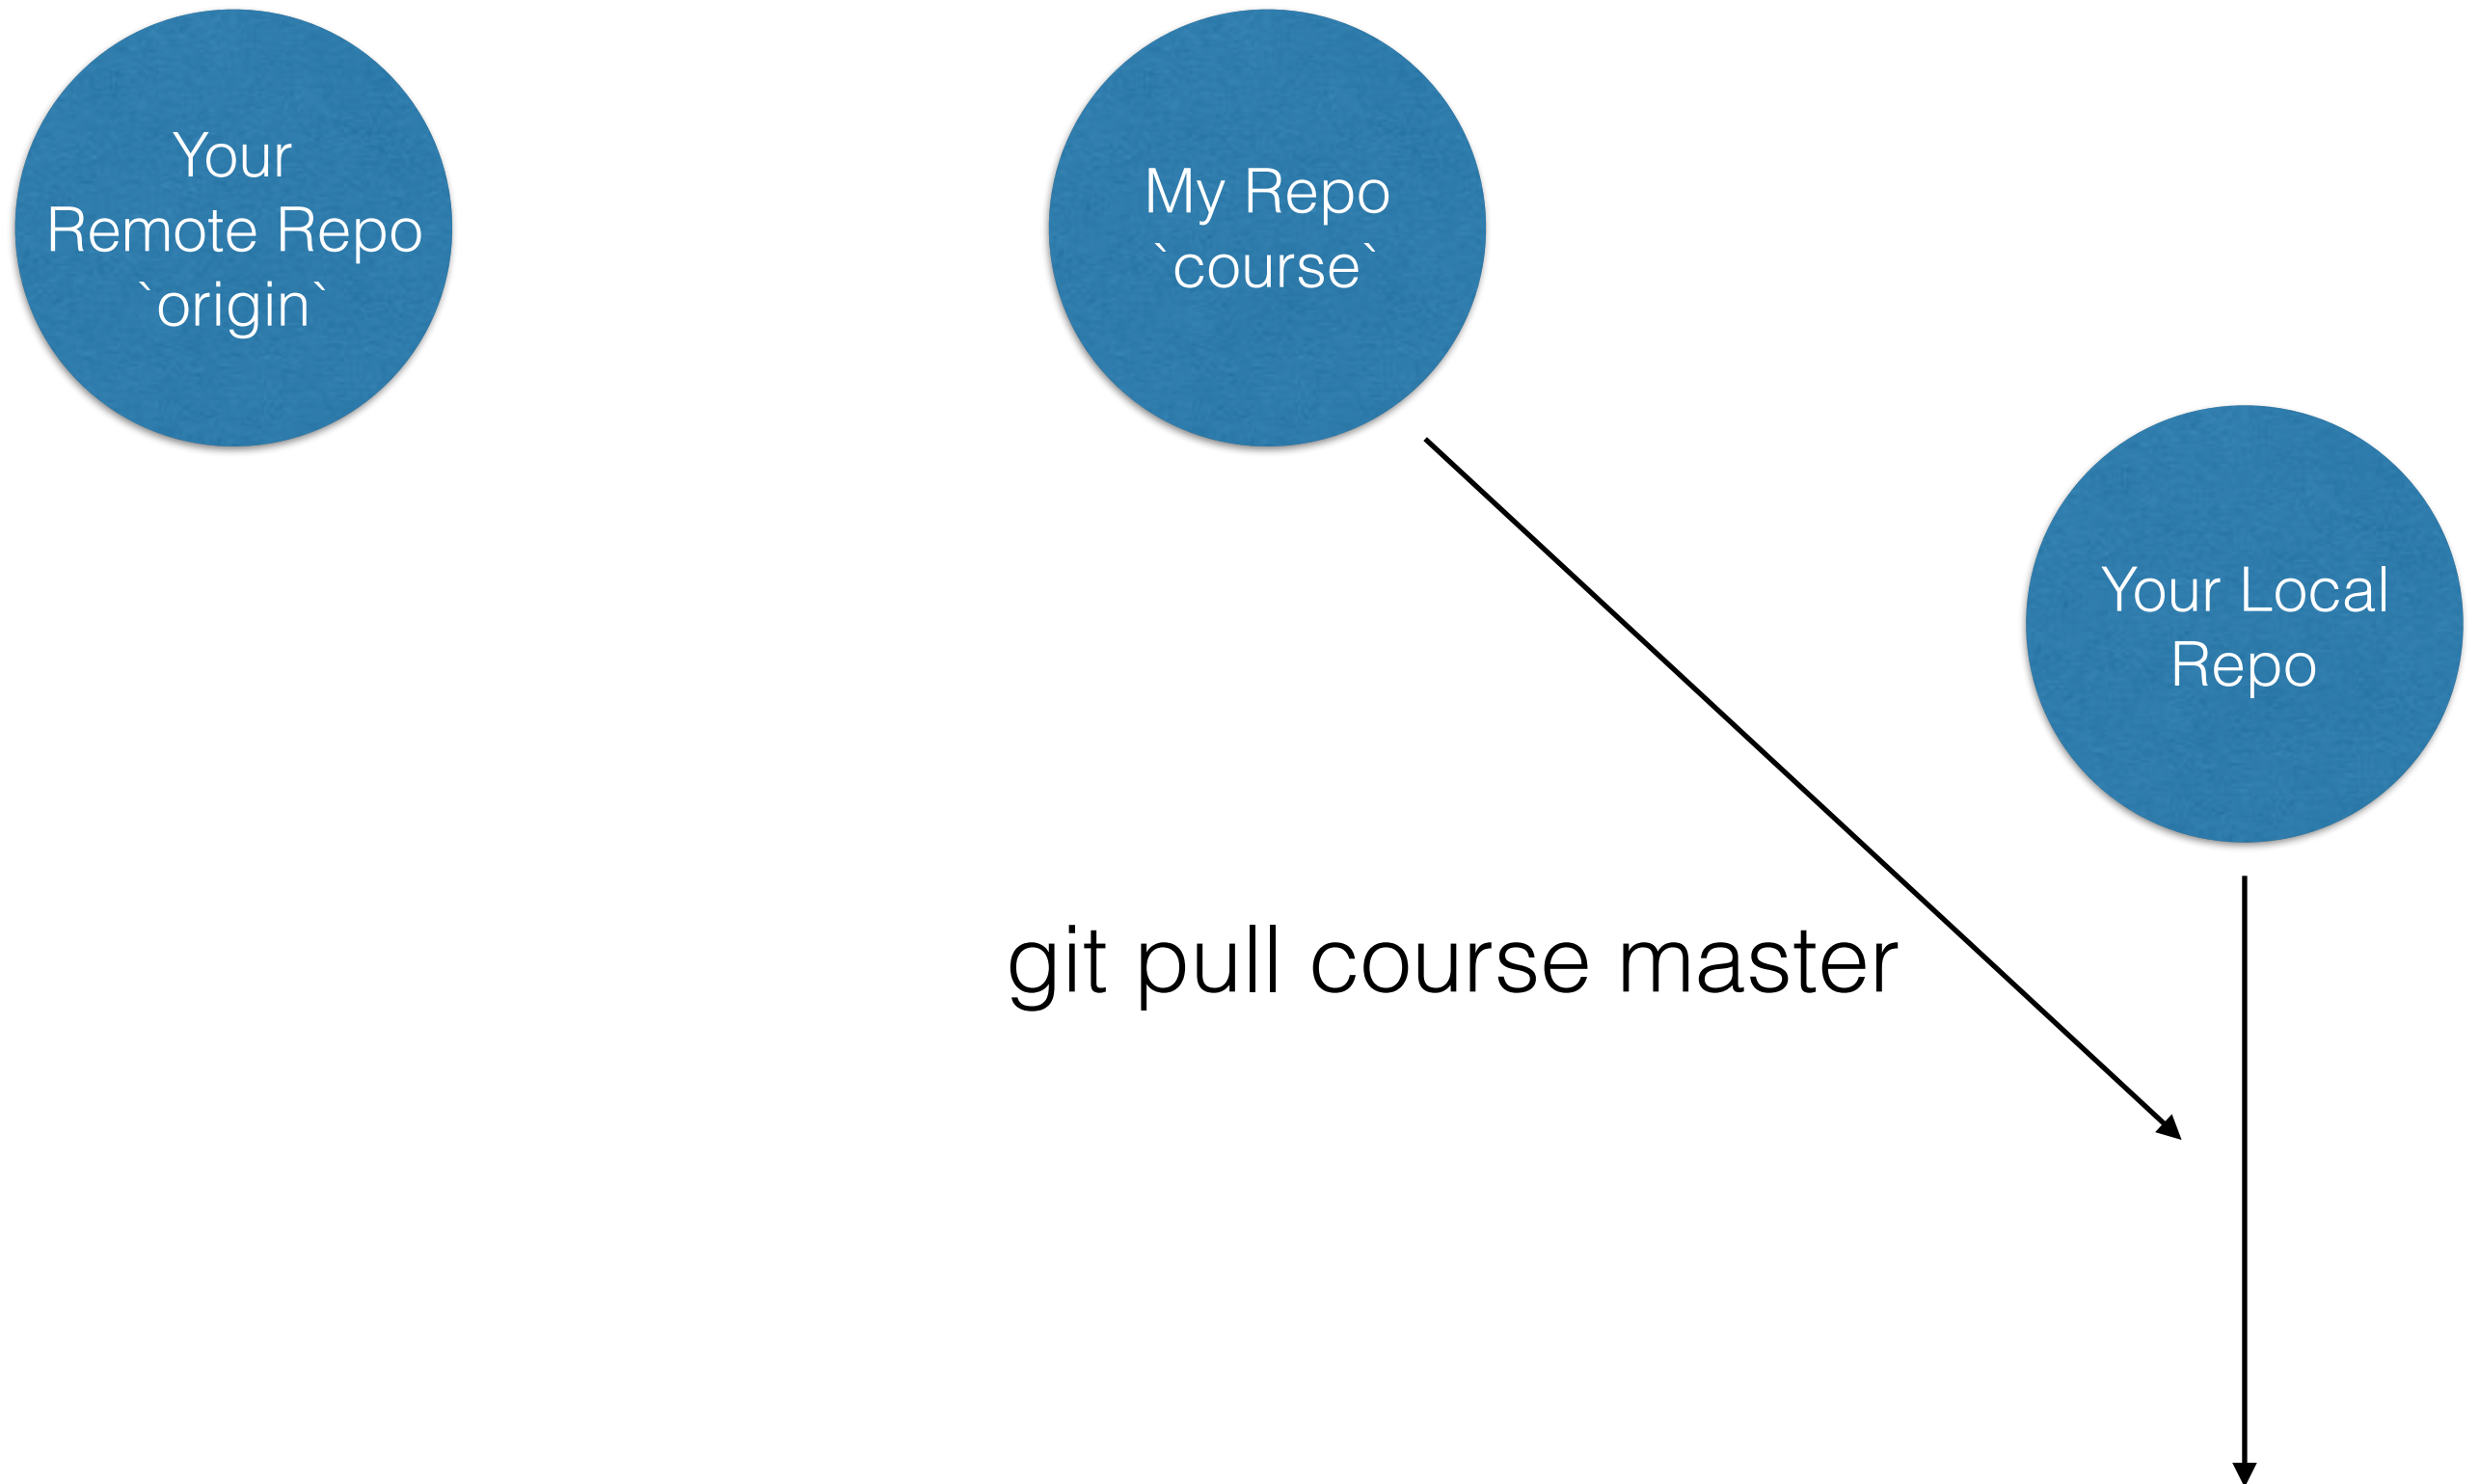 Your
Remote Repo
`origin`
My Repo
`course`
Your Local
Repo
git pull course master